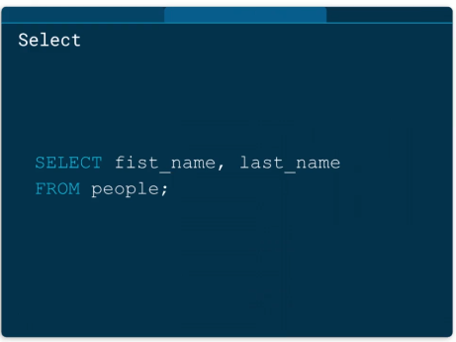 Select
SELECT fist_name, last_name
FROM people;